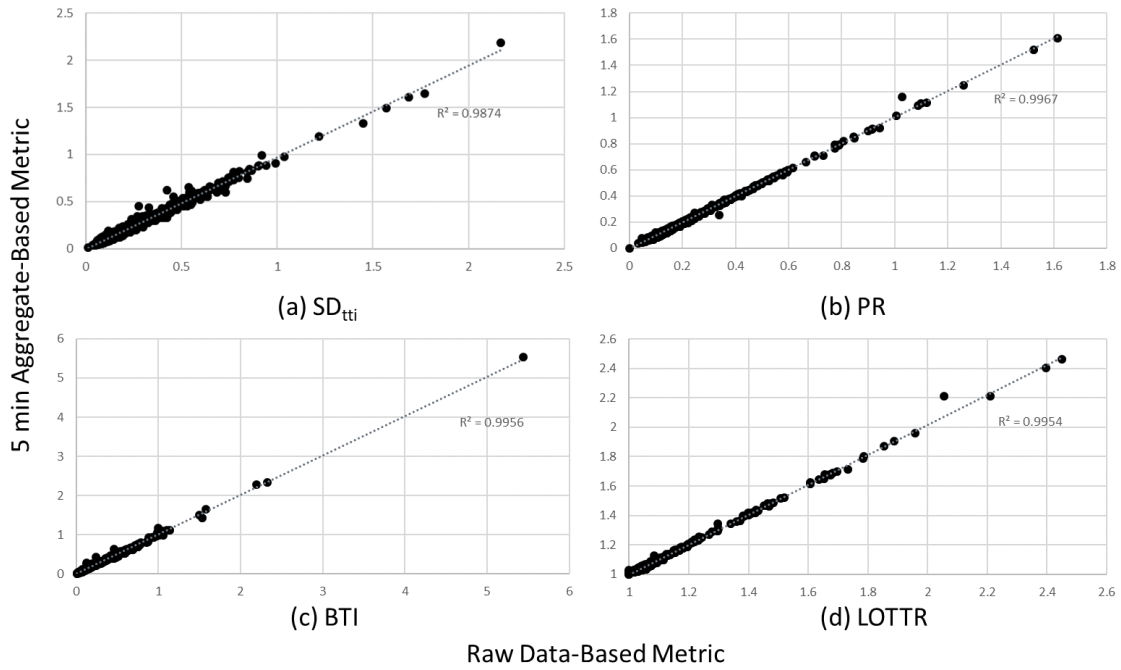 5 min Aggregate-Based Metric
2.5
2
1.5
1
0.5
0
R² = 0.9874
0 0.5 1 1.5 2 2.5
(a) SDtti
1.8
1.6
1.4
1.2
1
0.8
0.6
0.4
0.2
0
R² = 0.9967
0 0.2 0.4 0.6 0.8 1 1.2 1.4 1.6 1.8
(b) PR
6
5
4
3
2
1
0
R² = 0.9956
0 1 2 3 4 5 6
(c) BTI
2.6
2.4
2.2
2
1.8
1.6
1.4
1.2
1
R² = 0.9954
1 1.2 1.4 1.6 1.8 2 2.2 2.4 2.6
(d) LOTTR
Raw Data-Based Metric